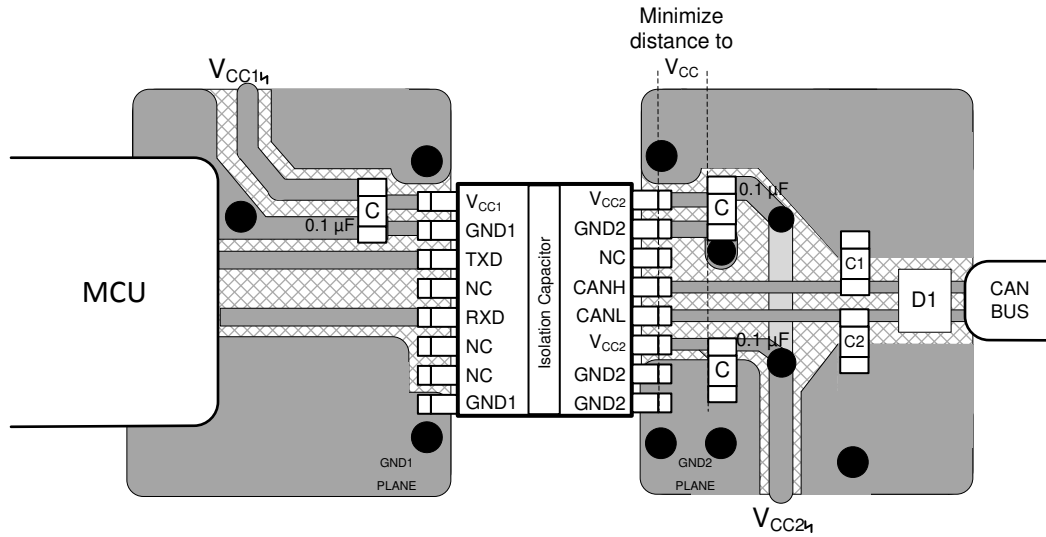 Minimize
distance to
VCC
VCC1
MCU
0.1 µF
C
VCC1
GND1
TXD
NC
RXD
NC
NC
GND1
Isolation Capacitor
VCC2
GND2
NC
CANH
CANL
VCC2
GND2
GND2
C
0.1 µF
0.1 µF
C
C1
C2
D1
CAN
BUS
GND1
PLANE
GND2
PLANE
VCC2